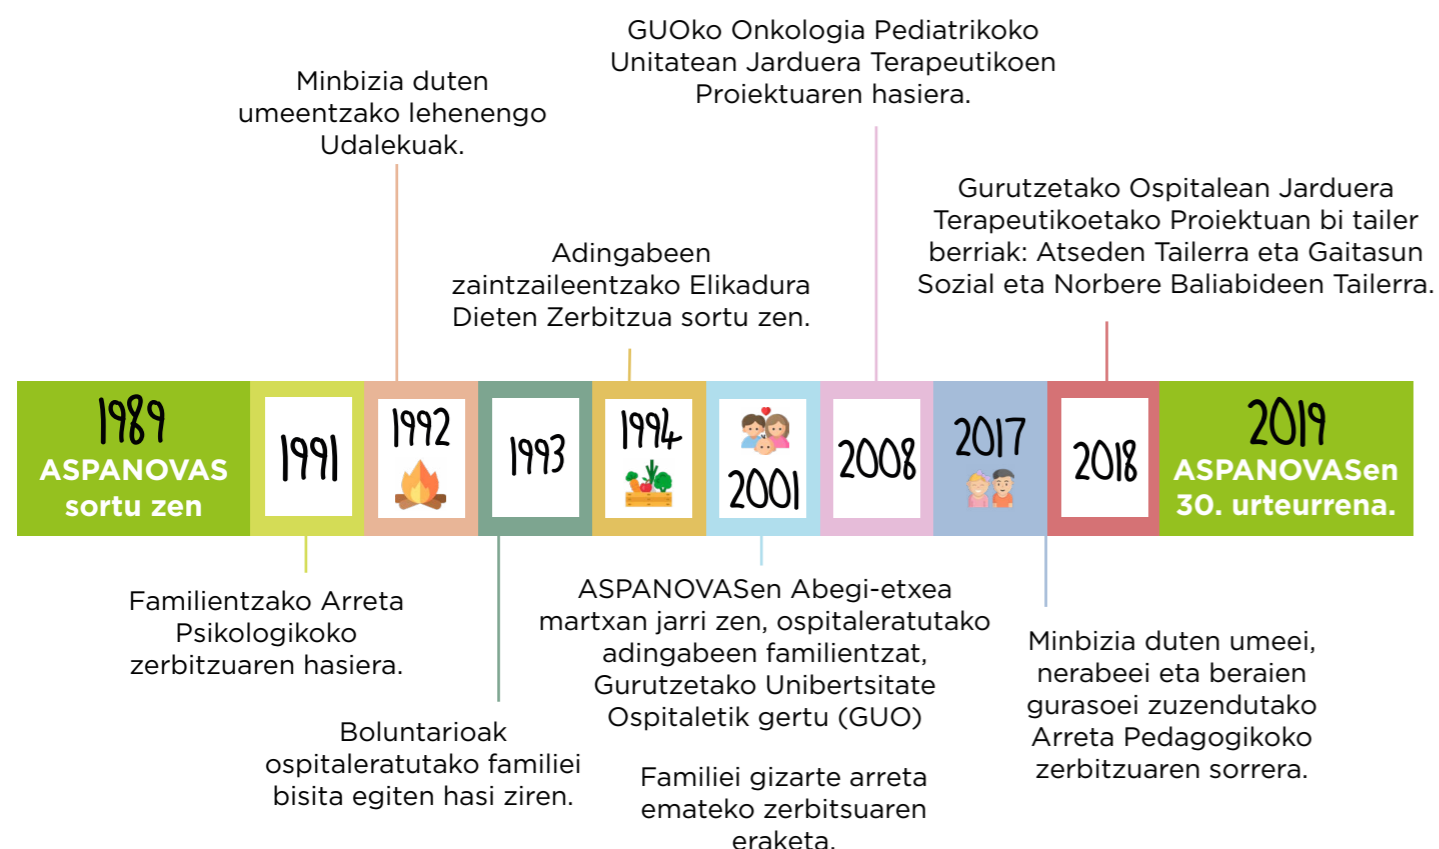 GUOko Onkologia Pediatrikoko
Unitatean Jarduera Terapeutikoen
Proiektuaren hasiera.
Minbizia duten
umeentzako lehenengo
Udalekuak.
Gurutzetako Ospitalean Jarduera
Terapeutikoetako Proiektuan bi tailer
berriak: Atseden Tailerra eta Gaitasun
Sozial eta Norbere Baliabideen Tailerra.
Adingabeen
zaintzaileentzako Elikadura
Dieten Zerbitzua sortu zen.
1989
ASPANOVAS
sortu zen
1991
1992
1993
1994
2001
2008
2017
2018
2019
ASPANOVASen
30. urteurrena.
Familientzako Arreta
Psikologikoko
zerbitzuaren hasiera.
Boluntarioak
ospitaleratutako familiei
bisita egiten hasi ziren.
ASPANOVASen Abegi-etxea
martxan jarri zen, ospitaleratutako
adingabeen familientzat,
Gurutzetako Unibertsitate
Ospitaletik gertu (GUO)
Familiei gizarte arreta
emateko zerbitsuaren
eraketa.
Minbizia duten umeei,
nerabeei eta beraien
gurasoei zuzendutako
Arreta Pedagogikoko
zerbitzuaren sorrera.